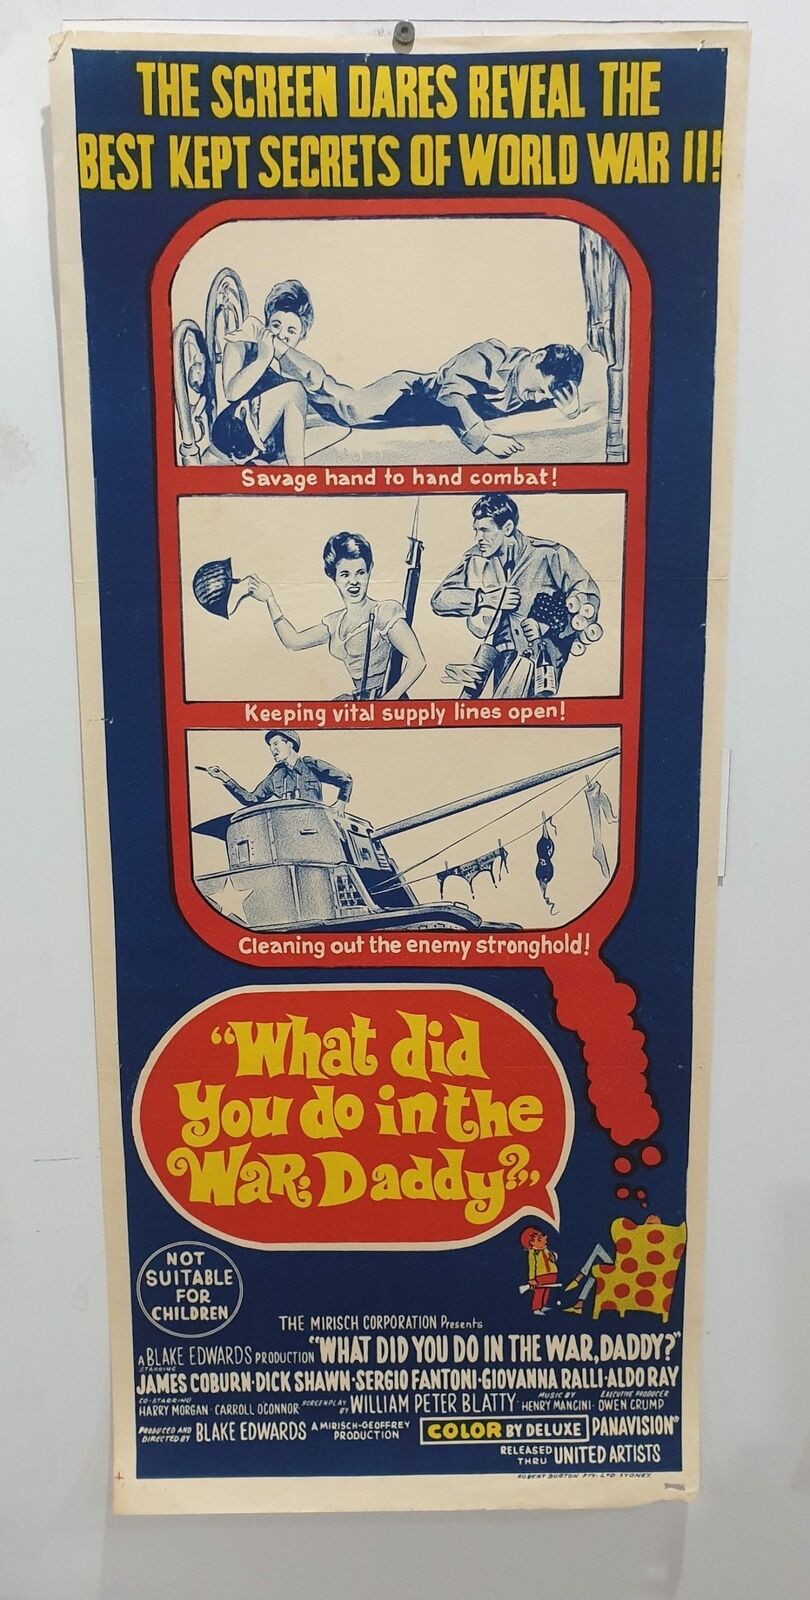 THE SCREEN DARES REVEAL THE
BEST KEPT SECRETS OF WORLD WAR II!
Savage hand to hand combat!
Keeping vital supply lines open!
Cleaning out the enemy stronghold!
"What did
You do in the
War, Daddy?"
NOT
SUITABLE
FOR
CHILDREN
THE MIRISCH CORPORATION Presents
A BLAKE EDWARDS PRODUCTION "WHAT DID YOU DO IN THE WAR, DADDY?"
STARRING
JAMES COBURN · DICK SHAWN · SERGIO FANTONI · GIOVANNA RALLI · ALDO RAY
CO-STARRING HARRY MORGAN · CARROLL O'CONNOR · SCREENPLAY BY WILLIAM PETER BLATTY · MUSIC BY HENRY MANCINI · EXECUTIVE PRODUCER OWEN CRUMP
PRODUCED AND DIRECTED BY BLAKE EDWARDS A MIRISCH-GEOFFREY PRODUCTION COLOR BY DELUXE PANAVISION®
RELEASED THRU UNITED ARTISTS
ROBERT BURTON PTY. LTD SYDNEY.